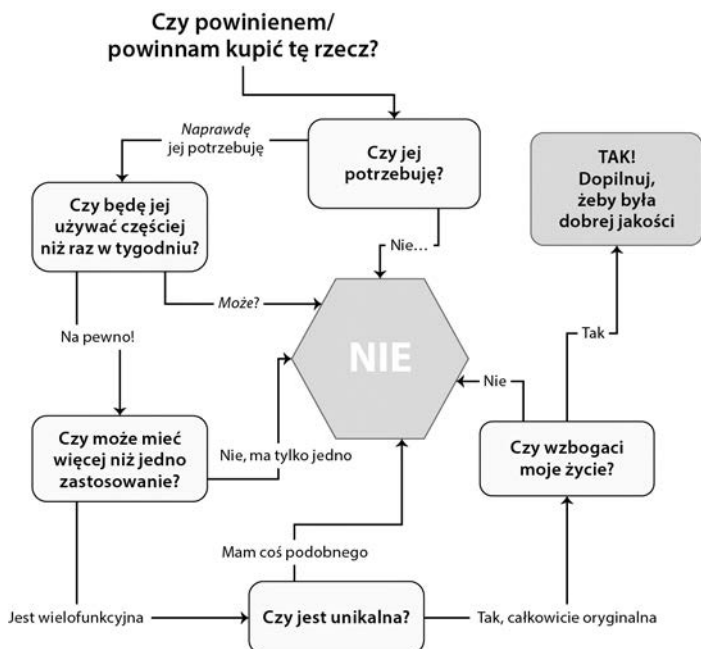 Czy powinienem/
powinnam kupić tę rzecz?
Naprawdę
jej potrzebuję
Czy jej
potrzebuję?
TAK!
Dopilnuj,
żeby była
dobrej jakości
Czy będę jej
używać częściej
niż raz w tygodniu?
Nie...
Może?
Na pewno!
NIE
Tak
Nie
Czy może mieć
więcej niż jedno
zastosowanie?
Nie, ma tylko jedno
Czy wzbogaci
moje życie?
Mam coś podobnego
Jest wielofunkcyjna
Czy jest unikalna?
Tak, całkowicie oryginalna